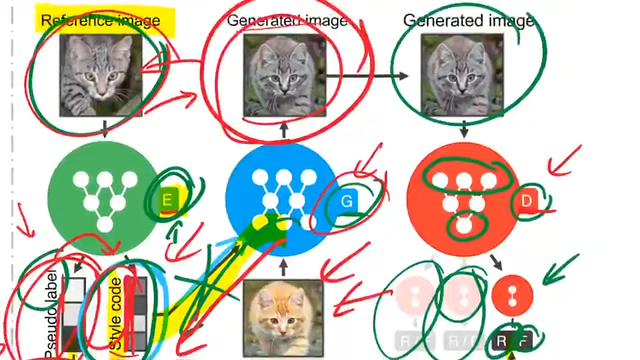 Reference image
Generated image
Generated image
E
G
D
Pseudo label
Style code
R/F
R/F
R F